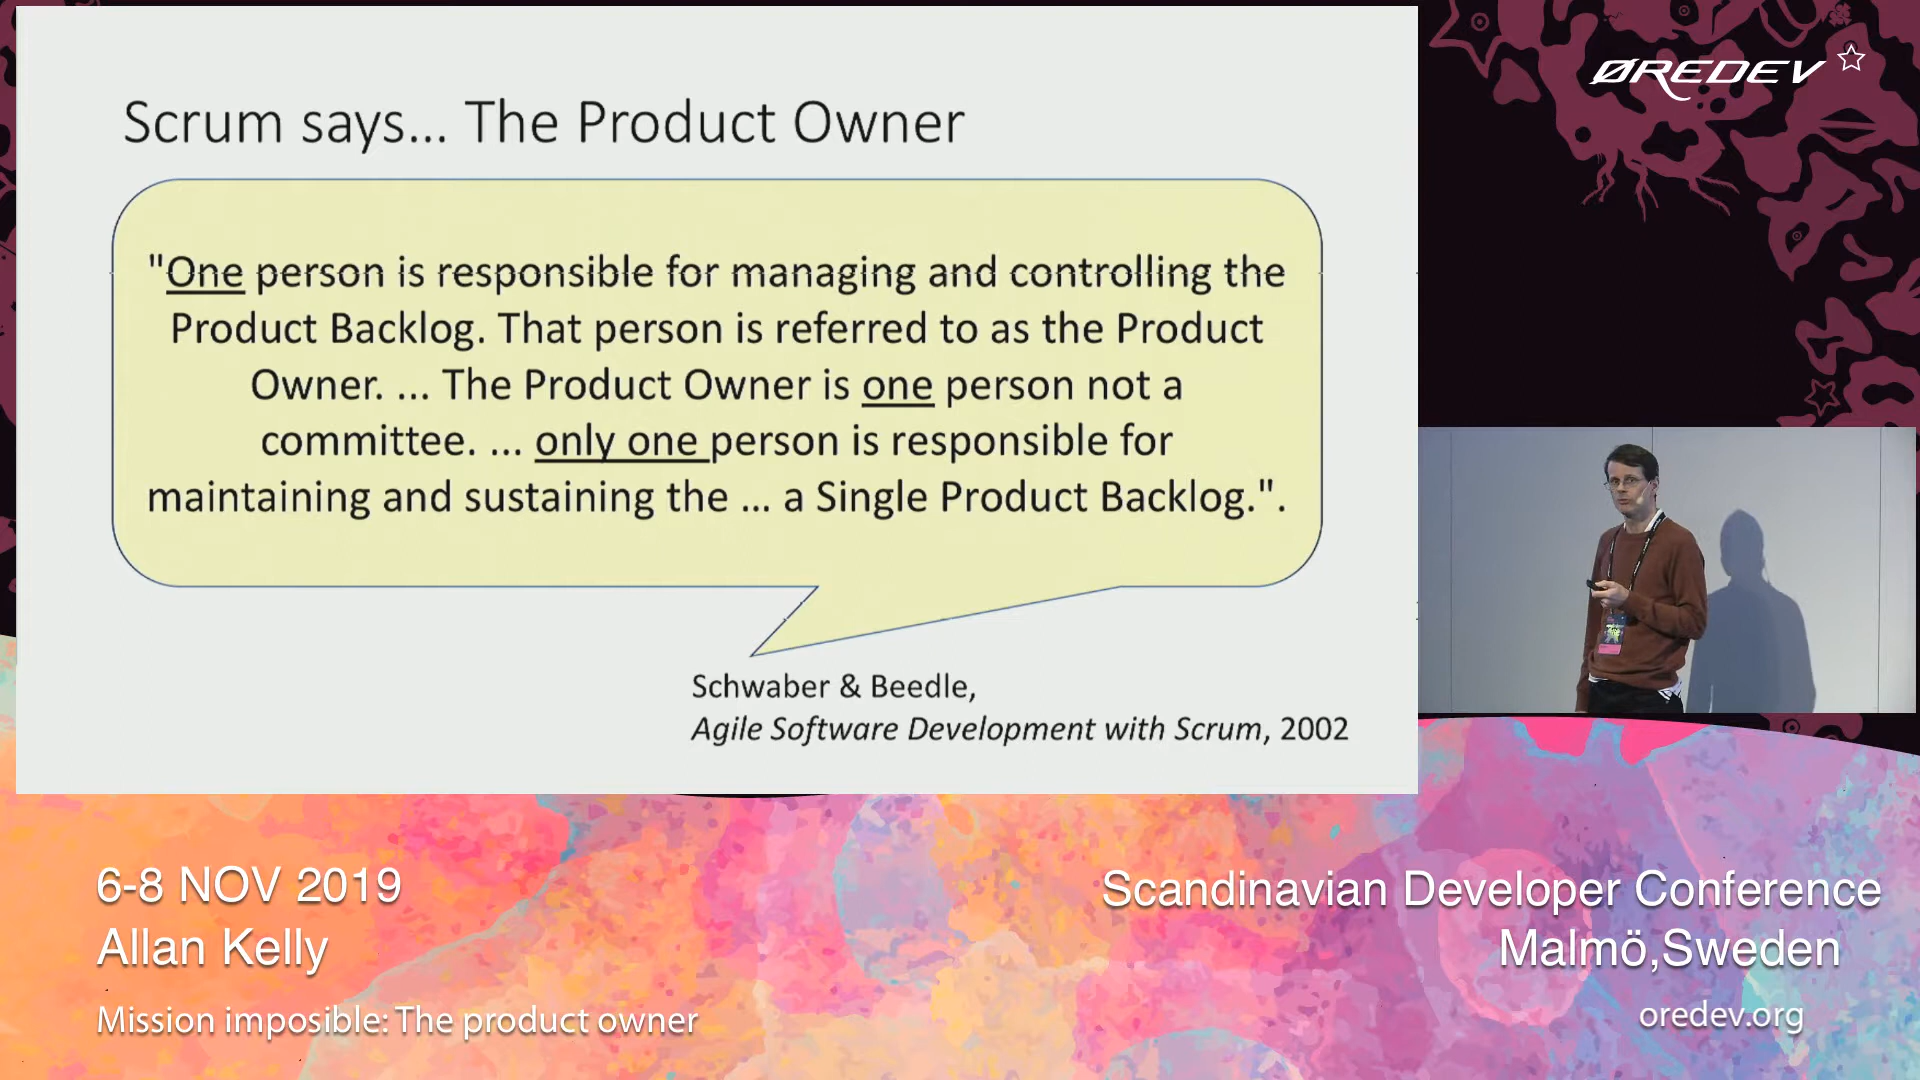 Scrum says... The Product Owner
"One person is responsible for managing and controlling the
Product Backlog. That person is referred to as the Product
Owner. ... The Product Owner is one person not a
committee. ... only one person is responsible for
maintaining and sustaining the ... a Single Product Backlog.".
Schwaber & Beedle,
Agile Software Development with Scrum, 2002
ØREDEV
6-8 NOV 2019
Allan Kelly
Mission imposible: The product owner
Scandinavian Developer Conference
Malmö,Sweden
oredev.org